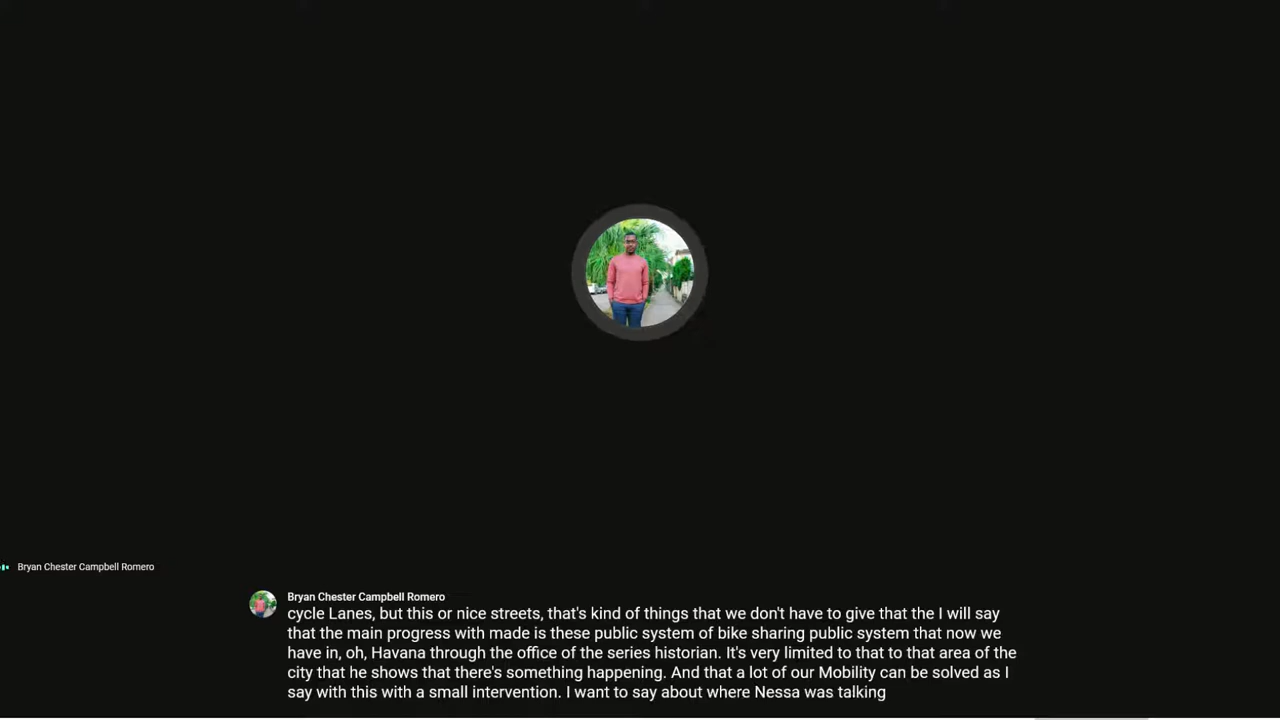 Bryan Chester Campbell Romero
Bryan Chester Campbell Romero
cycle Lanes, but this or nice streets, that's kind of things that we don't have to give that the I will say
that the main progress with made is these public system of bike sharing public system that now we
have in, oh, Havana through the office of the series historian. It's very limited to that to that area of the
city that he shows that there's something happening. And that a lot of our Mobility can be solved as I
say with this with a small intervention. I want to say about where Nessa was talking